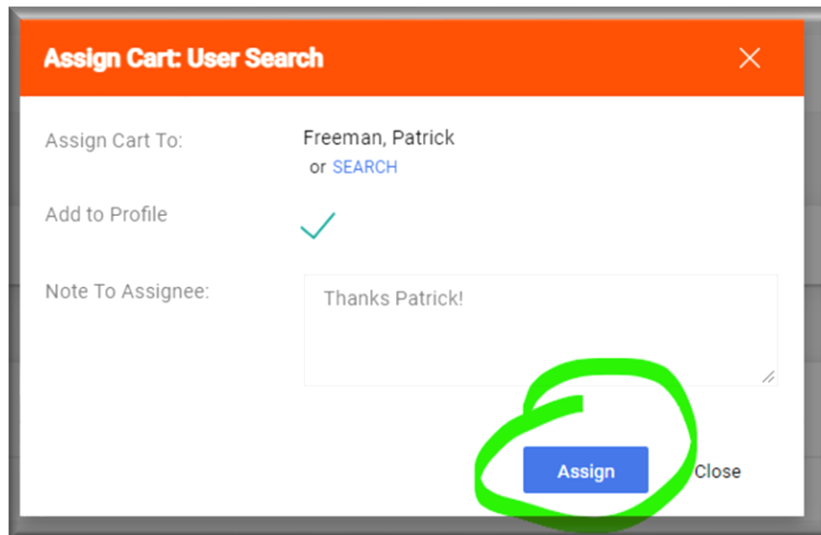 Assign Cart: User Search
Assign Cart To:
Freeman, Patrick
or SEARCH
Add to Profile
Note To Assignee:
Thanks Patrick!
Assign
Close